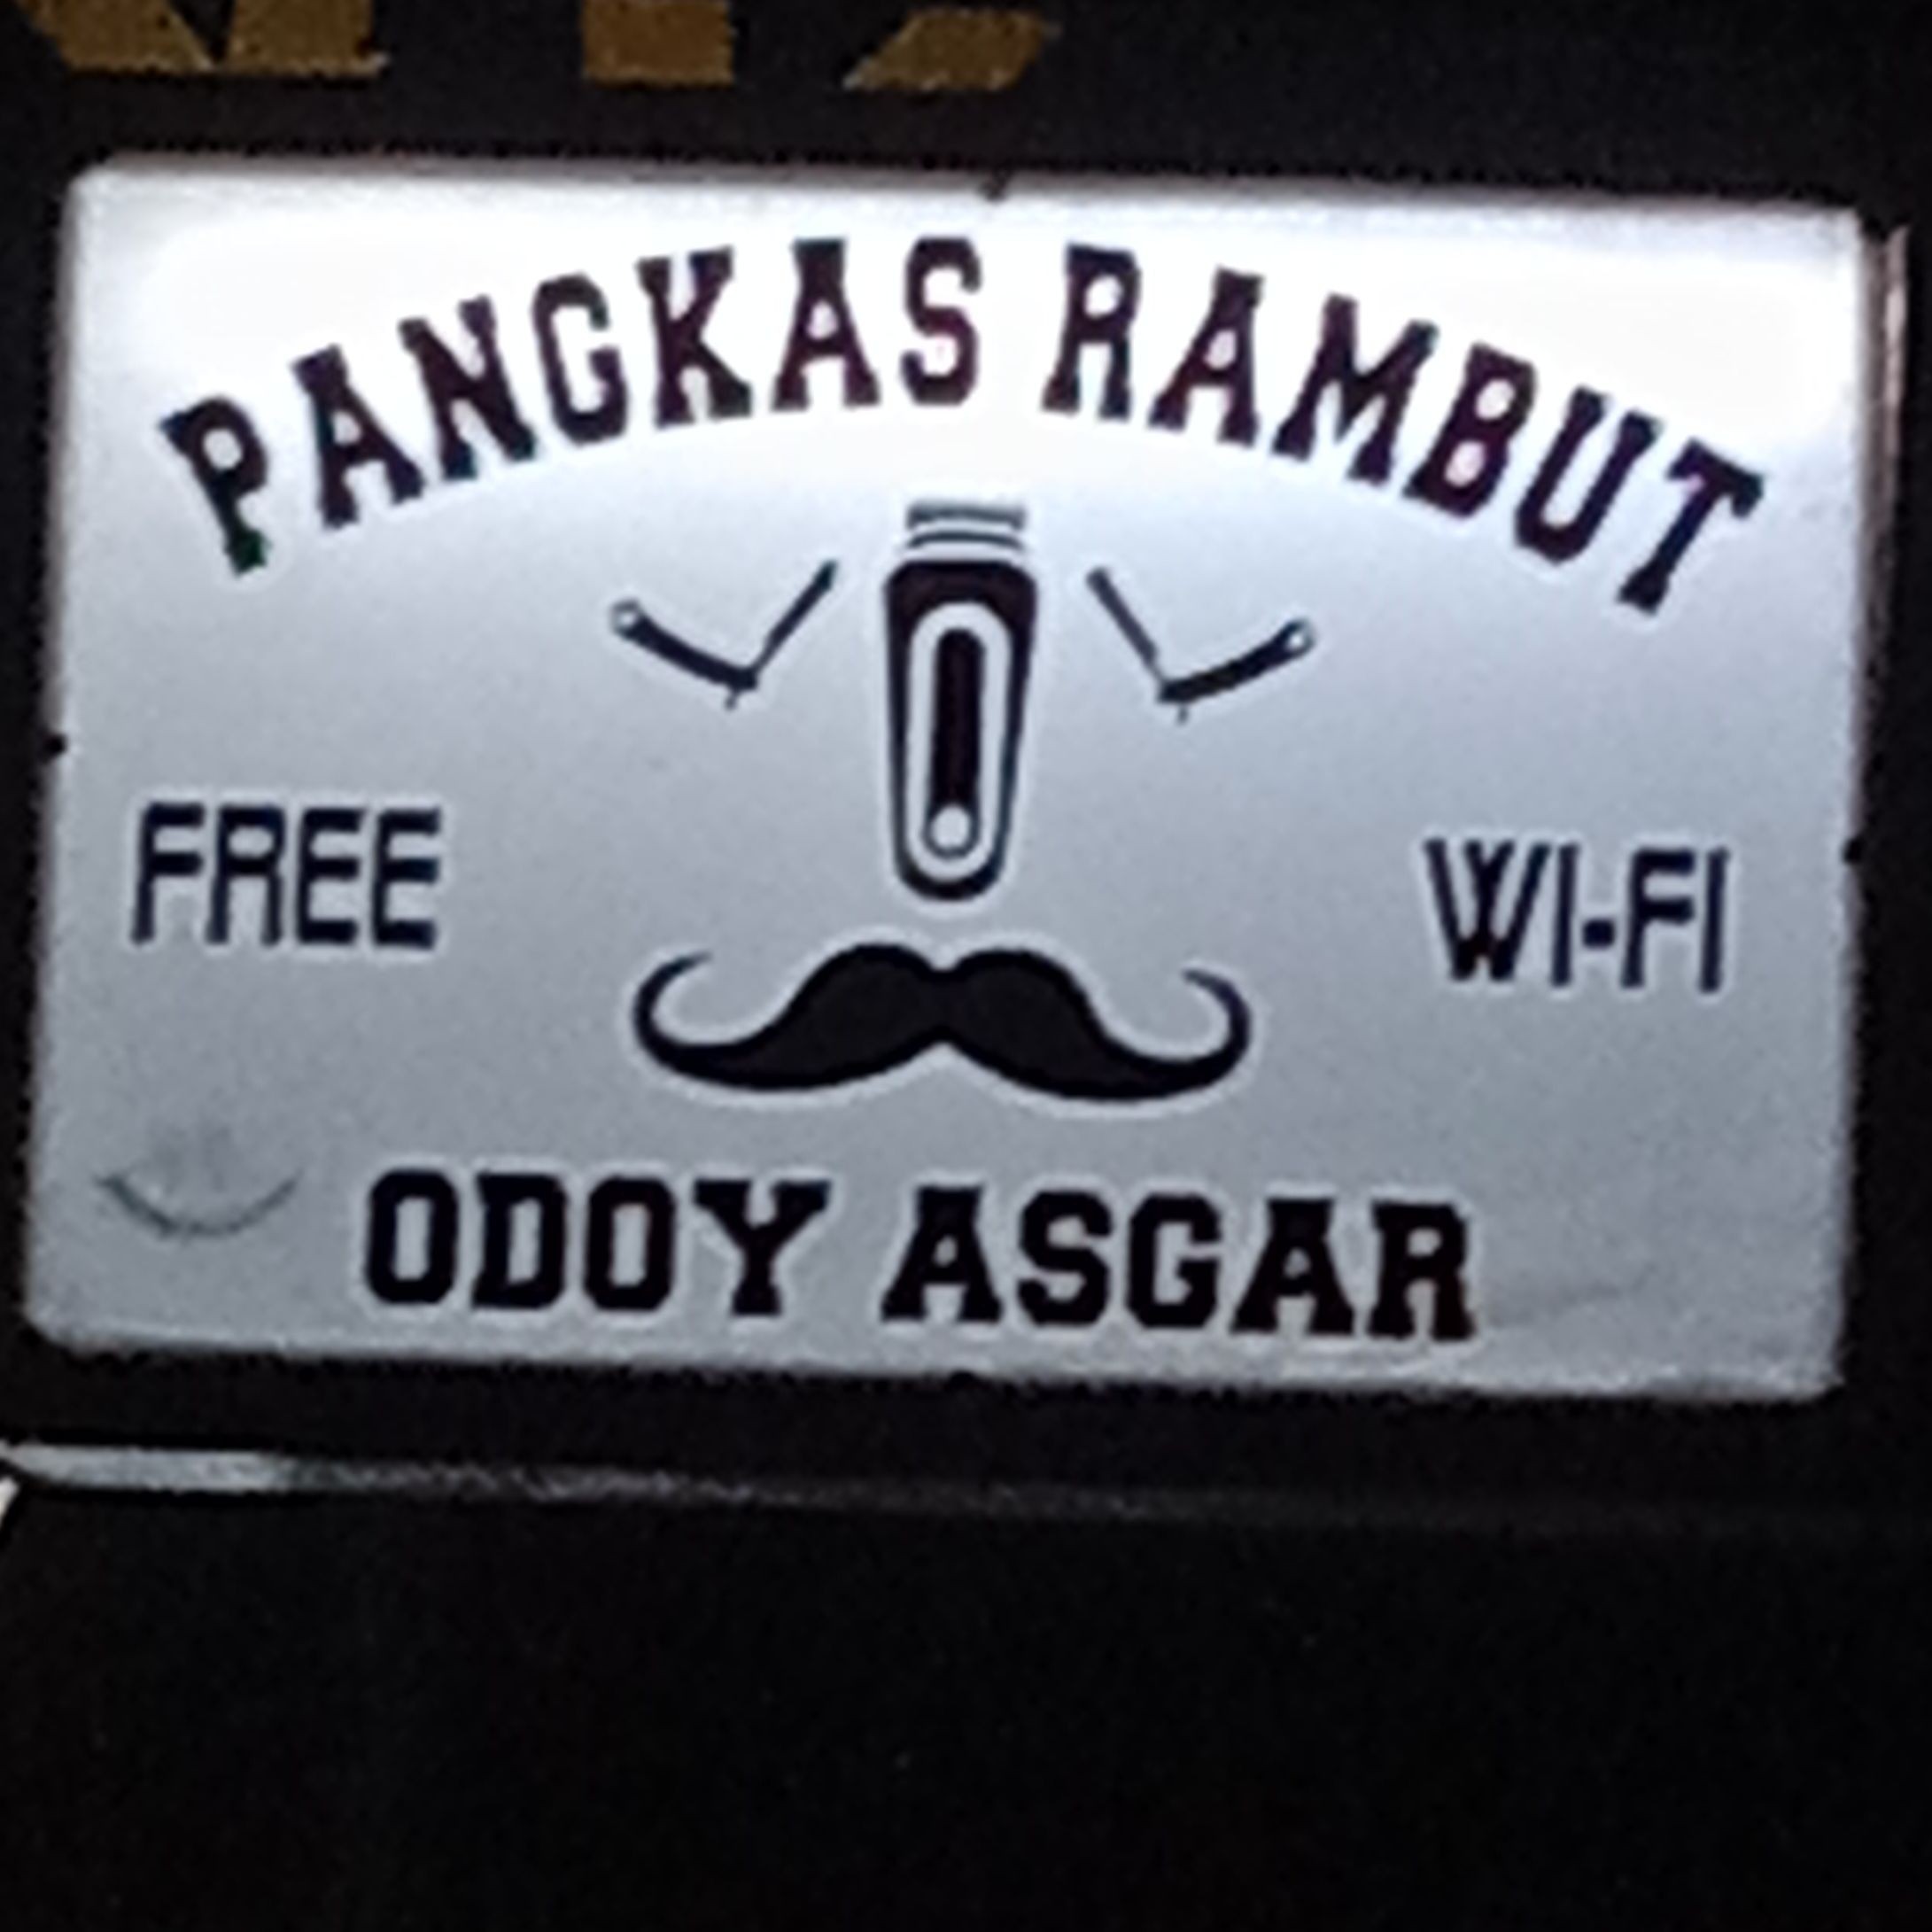 PANGKAS RAMBUT
FREE WI-FI
ODOY ASGAR